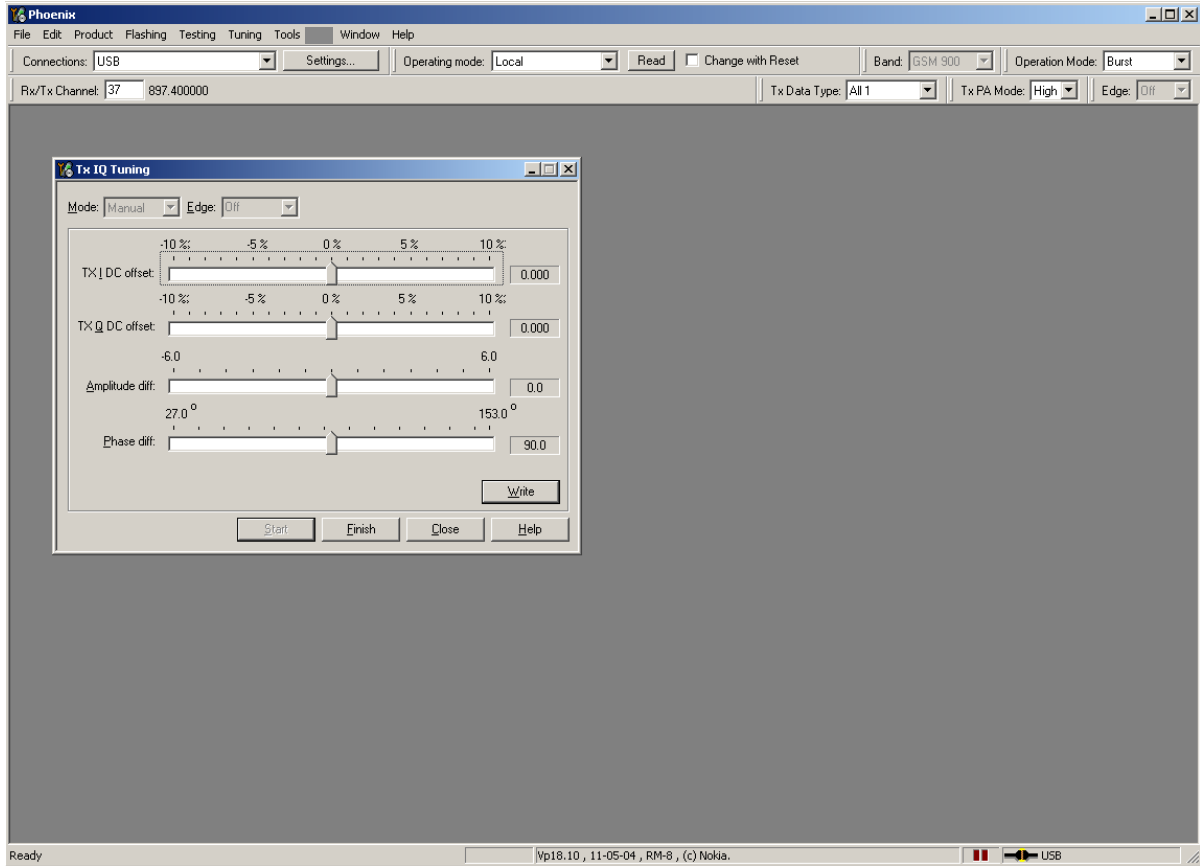 Phoenix
File Edit Product Flashing Testing Tuning Tools Window Help
Connections: USB Settings... Operating mode: Local Read Change with Reset Band: GSM 900 Operation Mode: Burst
Rx/Tx Channel: 37 897.400000 Tx Data Type: All 1 Tx PA Mode: High Edge: Off
Tx IQ Tuning
Mode: Manual Edge: Off
-10 %: -5 % 0 % 5 % 10 %:
TX I DC offset: 0.000
-10 %: -5 % 0 % 5 % 10 %:
TX Q DC offset: 0.000
-6.0 6.0
Amplitude diff: 0.0
27.0 º 153.0 º
Phase diff: 90.0
Write
Start Finish Close Help
Ready Vp18.10 , 11-05-04 , RM-8 , (c) Nokia. USB